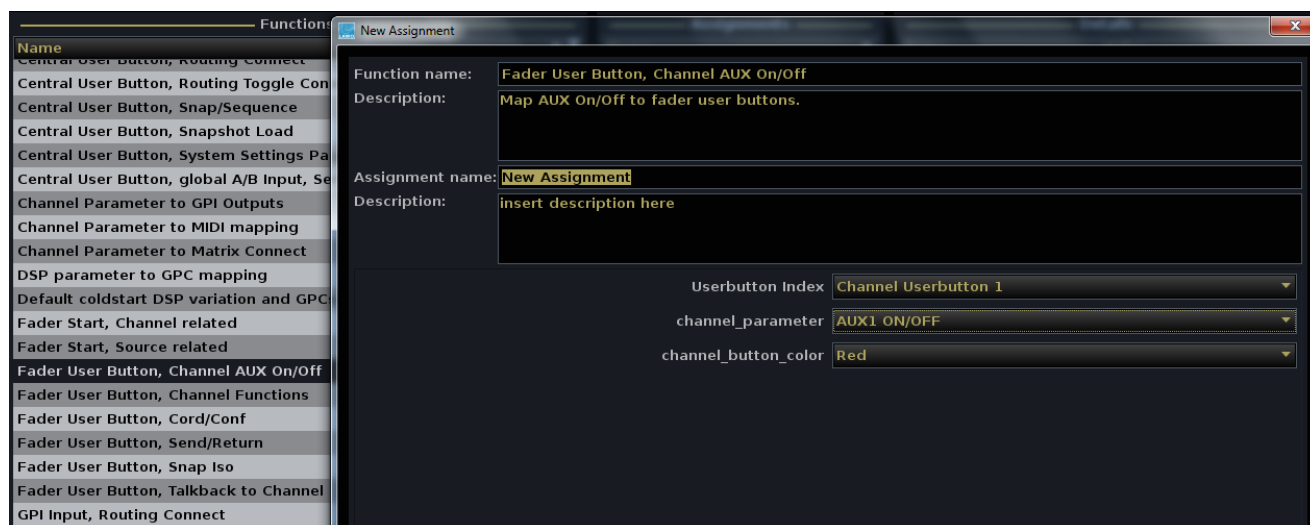 Functions
Name
Central User Button, Routing Connect
Central User Button, Routing Toggle Con
Central User Button, Snap/Sequence
Central User Button, Snapshot Load
Central User Button, System Settings Pa
Central User Button, global A/B Input, Se
Channel Parameter to GPI Outputs
Channel Parameter to MIDI mapping
Channel Parameter to Matrix Connect
DSP parameter to GPC mapping
Default coldstart DSP variation and GPC
Fader Start, Channel related
Fader Start, Source related
Fader User Button, Channel AUX On/Off
Fader User Button, Channel Functions
Fader User Button, Cord/Conf
Fader User Button, Send/Return
Fader User Button, Snap Iso
Fader User Button, Talkback to Channel
GPI Input, Routing Connect
New Assignment
Function name: Fader User Button, Channel AUX On/Off
Description: Map AUX On/Off to fader user buttons.
Assignment name: New Assignment
Description: insert description here
Userbutton Index Channel Userbutton 1
channel_parameter AUX1 ON/OFF
channel_button_color Red